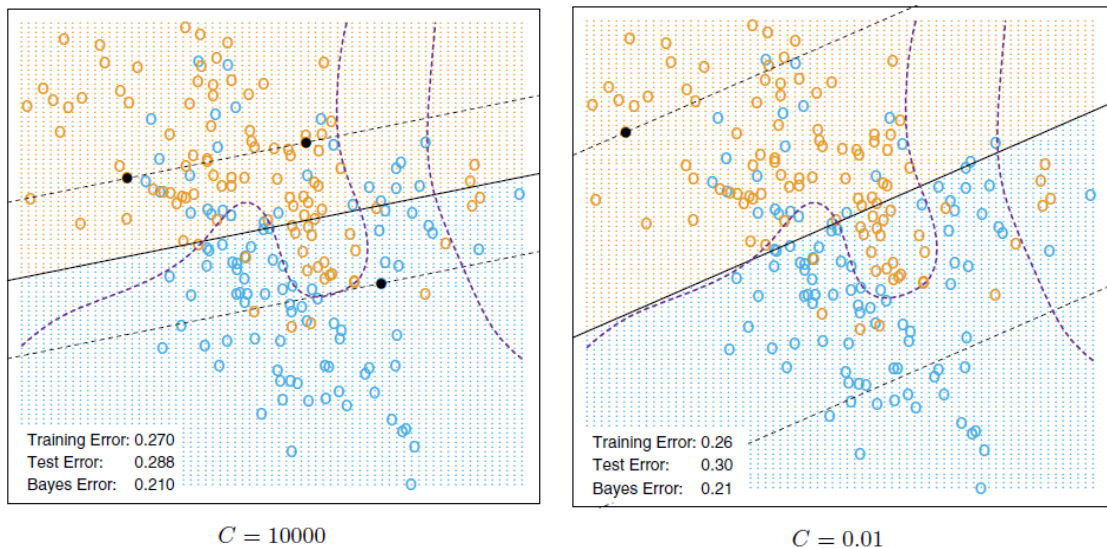 Training Error: 0.270
Test Error: 0.288
Bayes Error: 0.210
C = 10000
Training Error: 0.26
Test Error: 0.30
Bayes Error: 0.21
C = 0.01